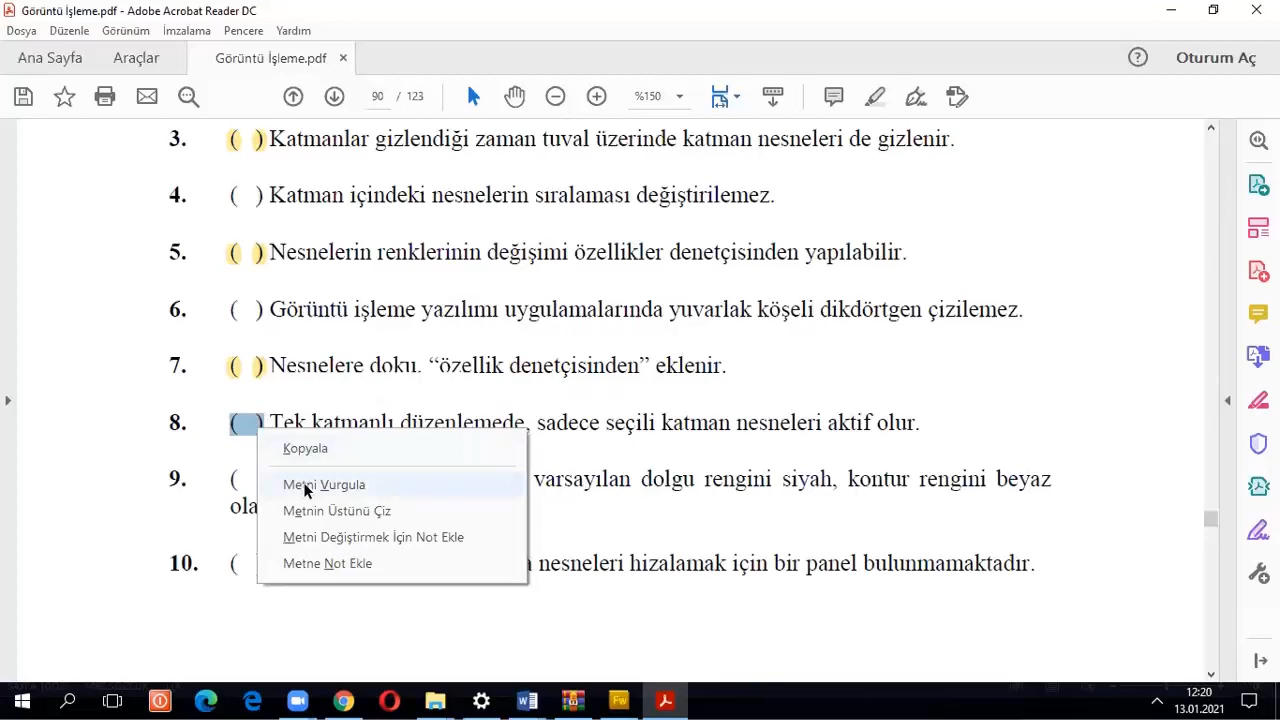 Görüntü İşleme.pdf - Adobe Acrobat Reader DC
Dosya Düzenle Görünüm İmzalama Pencere Yardım
Ana Sayfa Araçlar Görüntü İşleme.pdf × ? Oturum Aç
90 / 123 %150
3. ( ) Katmanlar gizlendiği zaman tuval üzerinde katman nesneleri de gizlenir.
4. ( ) Katman içindeki nesnelerin sıralaması değiştirilemez.
5. ( ) Nesnelerin renklerinin değişimi özellikler denetçisinden yapılabilir.
6. ( ) Görüntü işleme yazılımı uygulamalarında yuvarlak köşeli dikdörtgen çizilemez.
7. ( ) Nesnelere doku, “özellik denetçisinden” eklenir.
8. ( ) Tek katmanlı düzenlemede, sadece seçili katman nesneleri aktif olur.
Kopyala
Metni Vurgula
Metnin Üstünü Çiz
Metni Değiştirmek İçin Not Ekle
Metne Not Ekle
9. ( varsayılan dolgu rengini siyah, kontur rengini beyaz
10. ( nesneleri hizalamak için bir panel bulunmamaktadır.
Fw
12:20
13.01.2021